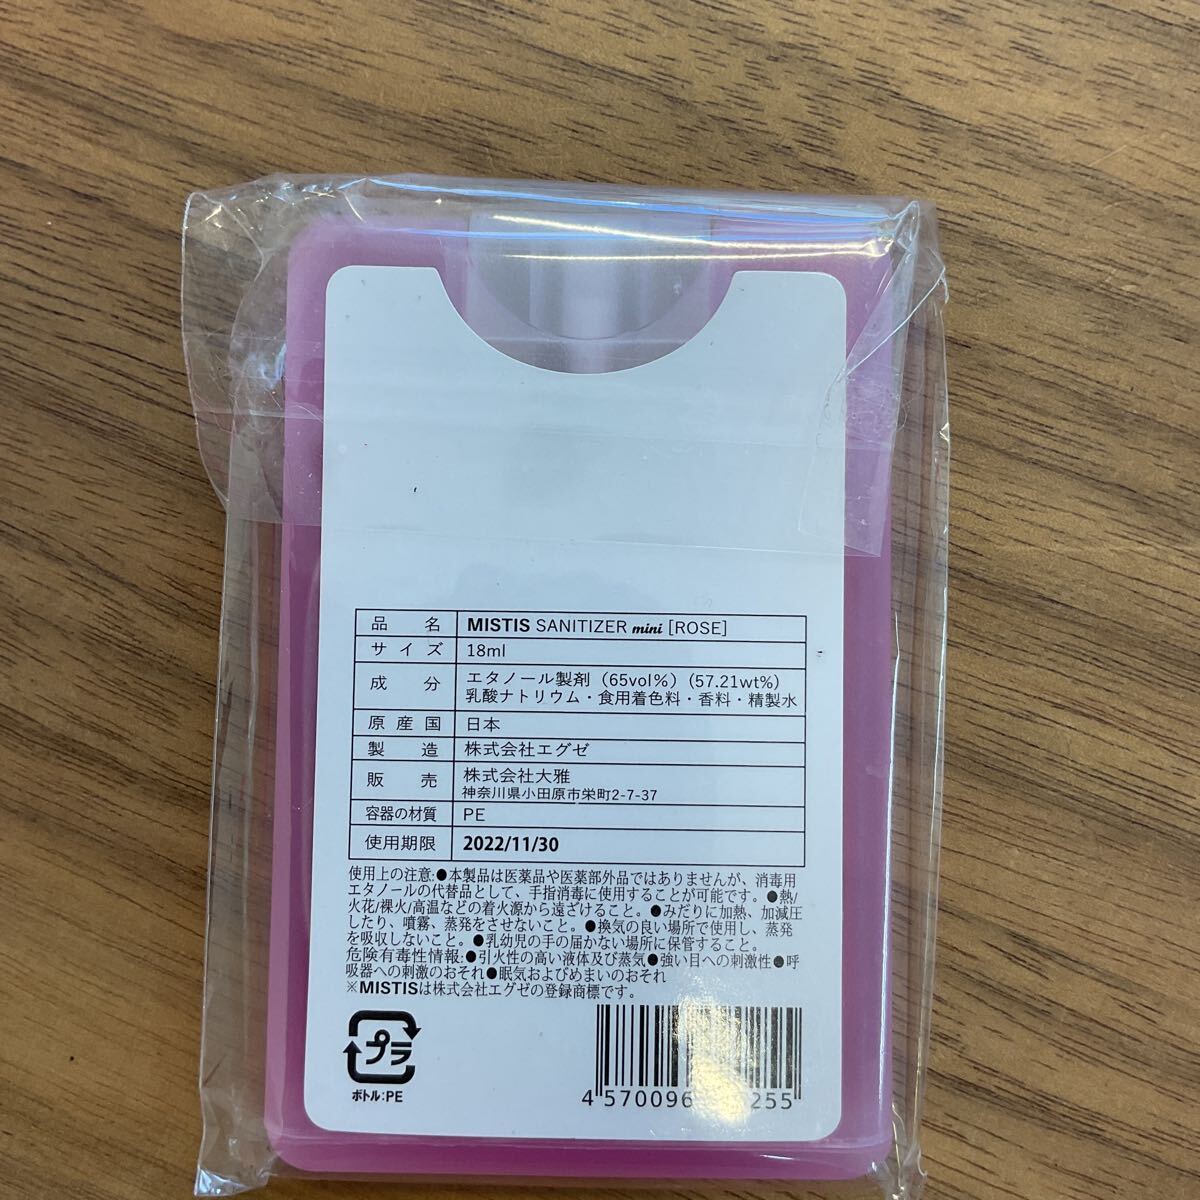 品名 MISTIS SANITIZER mini [ROSE]
サイズ 18ml
成分 エタノール製剤（65vol%）(57.21wt%)
乳酸ナトリウム・食用着色料・香料・精製水
原産国 日本
製造 株式会社エグゼ
販売 株式会社大雅
神奈川県小田原市栄町2-7-37
容器の材質 PE
使用期限 2022/11/30
使用上の注意:●本製品は医薬品や医薬部外品ではありませんが、消毒用
エタノールの代替品として、手指消毒に使用することが可能です。●熱/
火花/裸火/高温などの着火源から遠ざけること。●みだりに加熱、加減圧
したり、噴霧、蒸発をさせないこと。●換気の良い場所で使用し、蒸発
を吸収しないこと。●乳幼児の手の届かない場所に保管すること。
危険有毒性情報:●引火性の高い液体及び蒸気●強い目への刺激性●呼
吸器への刺激のおそれ●眠気およびめまいのおそれ
※MISTISは株式会社エグゼの登録商標です。
プラ
ボトル:PE
4 570096 255